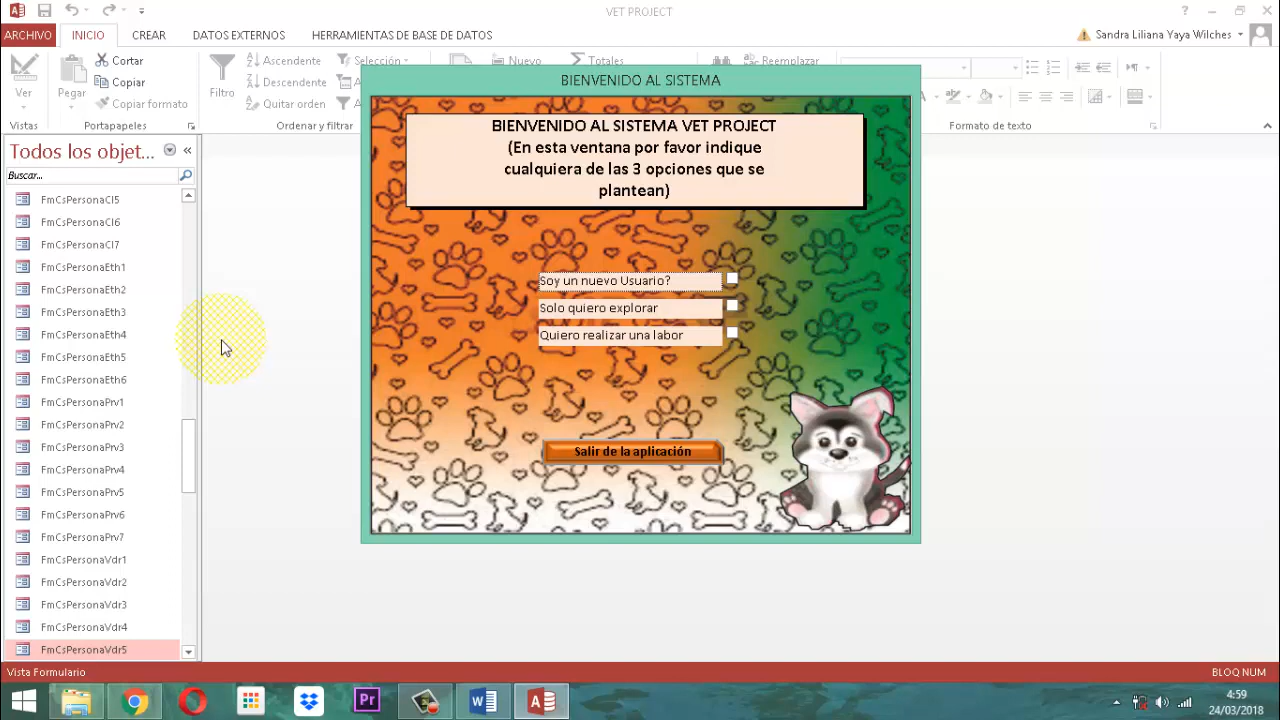 VET PROJECT
ARCHIVO INICIO CREAR DATOS EXTERNOS HERRAMIENTAS DE BASE DE DATOS
Sandra Liliana Yaya Wilches
Ver
Pegar
Cortar
Copiar
Copiar formato
Filtro
Ascendente
Descendente
Quitar
Selección
Nuevo
Totales
Reemplazar
Vistas
Portapapeles
Ordenar y filtrar
Formato de texto
Todos los objet...
Buscar...
FmCsPersonaCl5
FmCsPersonaCl6
FmCsPersonaCl7
FmCsPersonaEth1
FmCsPersonaEth2
FmCsPersonaEth3
FmCsPersonaEth4
FmCsPersonaEth5
FmCsPersonaEth6
FmCsPersonaPrv1
FmCsPersonaPrv2
FmCsPersonaPrv3
FmCsPersonaPrv4
FmCsPersonaPrv5
FmCsPersonaPrv6
FmCsPersonaPrv7
FmCsPersonaVdr1
FmCsPersonaVdr2
FmCsPersonaVdr3
FmCsPersonaVdr4
FmCsPersonaVdr5
BIENVENIDO AL SISTEMA
BIENVENIDO AL SISTEMA VET PROJECT
(En esta ventana por favor indique
cualquiera de las 3 opciones que se
plantean)
Soy un nuevo Usuario?
Solo quiero explorar
Quiero realizar una labor
Salir de la aplicación
Vista Formulario
BLOQ NUM
Pr
4:59
24/03/2018